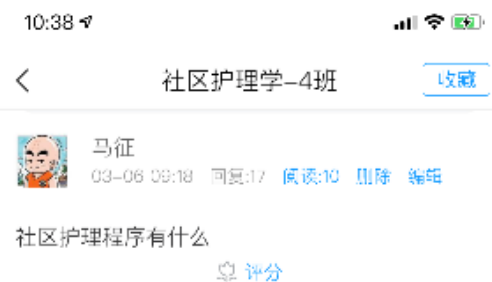 10:38
社区护理学-4班
收藏
马征
03-06 09:18 回复:17 阅读:10 删除 编辑
社区护理程序有什么
评分